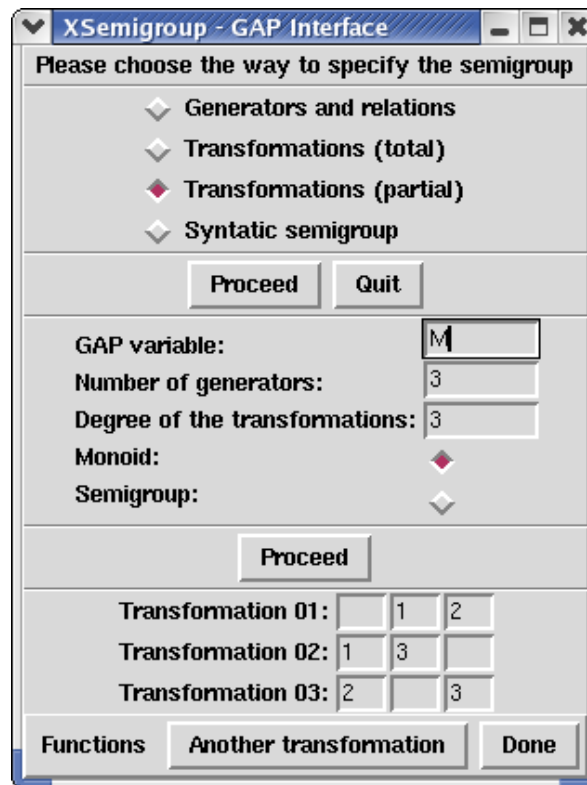 XSemigroup - GAP Interface
Please choose the way to specify the semigroup
Generators and relations
Transformations (total)
Transformations (partial)
Syntatic semigroup
Proceed Quit
GAP variable: M
Number of generators: 3
Degree of the transformations: 3
Monoid:
Semigroup:
Proceed
Transformation 01: 1 2
Transformation 02: 1 3
Transformation 03: 2 3
Functions Another transformation Done